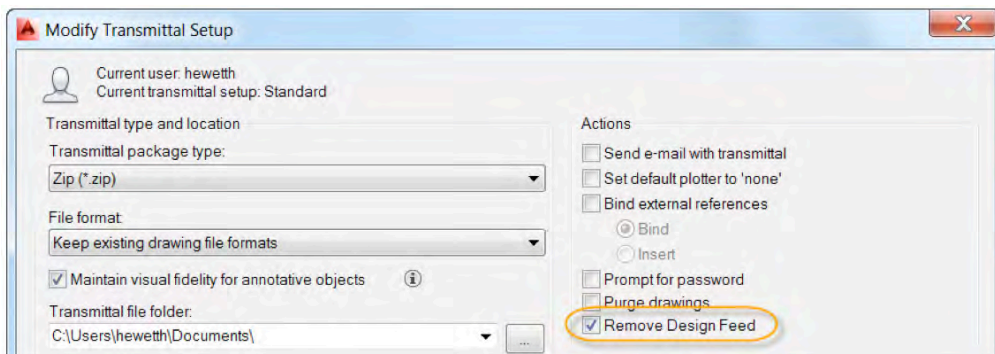 Modify Transmittal Setup
Current user: hewetth
Current transmittal setup: Standard
Transmittal type and location
Transmittal package type:
Zip (*.zip)
File format:
Keep existing drawing file formats
Maintain visual fidelity for annotative objects
Transmittal file folder:
C:\Users\hewetth\Documents\
...
Actions
Send e-mail with transmittal
Set default plotter to 'none'
Bind external references
Bind
Insert
Prompt for password
Purge drawings
Remove Design Feed